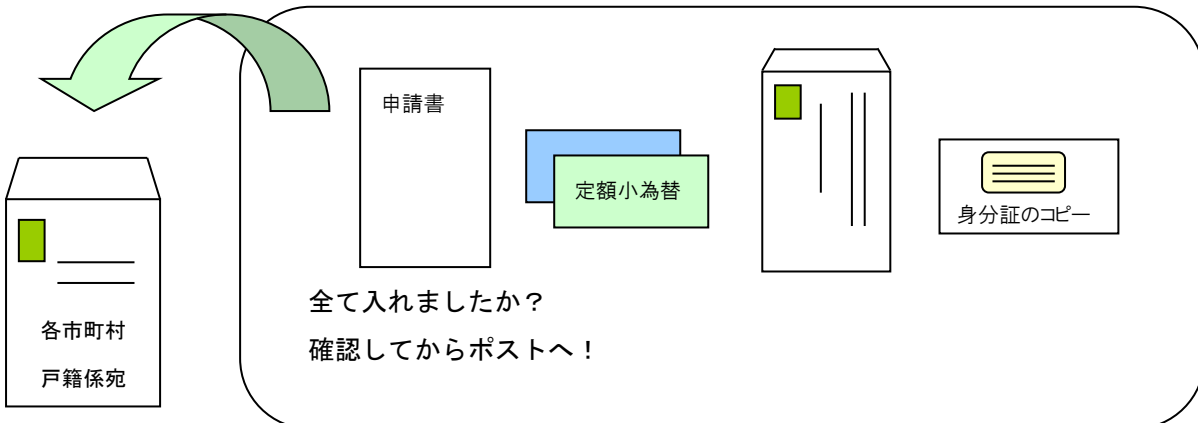 申請書
定額小為替
身分証のコピー
全て入れましたか？
確認してからポストへ！
各市町村
戸籍係宛